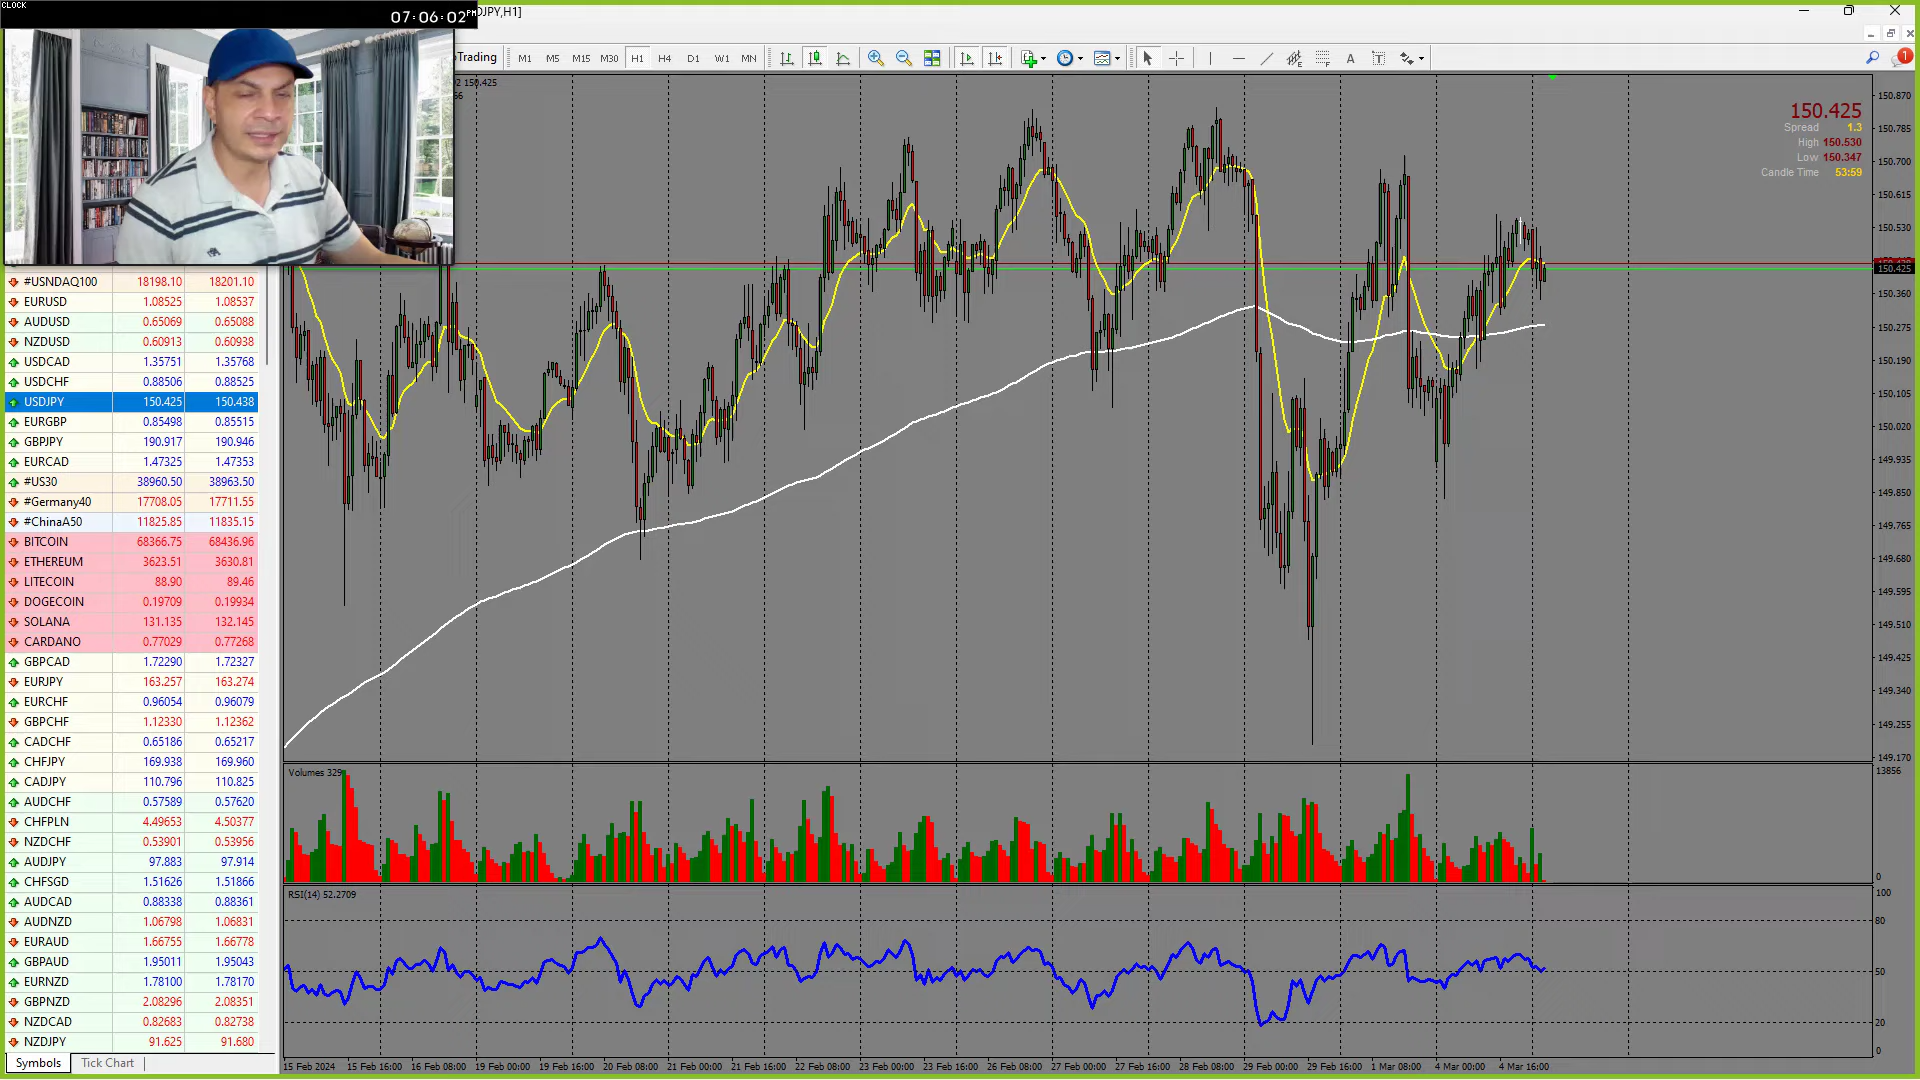 CLOCK
07:06:02 PM
DJPY,H1]
Trading
M1 M5 M15 M30 H1 H4 D1 W1 MN
A
T
1
150.425
150.425
Spread 1.3
High 150.530
Low 150.347
Candle Time 53:59
#USNDAQ100 18198.10 18201.10
EURUSD 1.08525 1.08537
AUDUSD 0.65069 0.65088
NZDUSD 0.60913 0.60938
USDCAD 1.35751 1.35768
USDCHF 0.88506 0.88525
USDJPY 150.425 150.438
EURGBP 0.85498 0.85515
GBPJPY 190.917 190.946
EURCAD 1.47325 1.47353
#US30 38960.50 38963.50
#Germany40 17708.05 17711.55
#ChinaA50 11825.85 11835.15
BITCOIN 68366.75 68436.96
ETHEREUM 3623.51 3630.81
LITECOIN 88.90 89.46
DOGECOIN 0.19709 0.19934
SOLANA 131.135 132.145
CARDANO 0.77029 0.77268
GBPCAD 1.72290 1.72327
EURJPY 163.257 163.274
EURCHF 0.96054 0.96079
GBPCHF 1.12330 1.12362
CADCHF 0.65186 0.65217
CHFJPY 169.938 169.960
CADJPY 110.796 110.825
AUDCHF 0.57589 0.57620
CHFPLN 4.49653 4.50377
NZDCHF 0.53901 0.53956
AUDJPY 97.883 97.914
CHFSGD 1.51626 1.51866
AUDCAD 0.88338 0.88361
AUDNZD 1.06798 1.06831
EURAUD 1.66755 1.66778
GBPAUD 1.95011 1.95043
EURNZD 1.78100 1.78170
GBPNZD 2.08296 2.08351
NZDCAD 0.82683 0.82738
NZDJPY 91.625 91.680
Symbols Tick Chart
150.870
150.785
150.700
150.615
150.530
150.425
150.360
150.275
150.190
150.105
150.020
149.935
149.850
149.765
149.680
149.595
149.510
149.425
149.340
149.255
149.170
Volumes 329
13856
0
RSI(14) 52.2709
100
80
50
20
0
15 Feb 2024 15 Feb 16:00 16 Feb 08:00 19 Feb 00:00 19 Feb 16:00 20 Feb 08:00 21 Feb 00:00 21 Feb 16:00 22 Feb 08:00 23 Feb 00:00 23 Feb 16:00 26 Feb 08:00 27 Feb 00:00 27 Feb 16:00 28 Feb 08:00 29 Feb 00:00 29 Feb 16:00 1 Mar 08:00 4 Mar 00:00 4 Mar 16:00